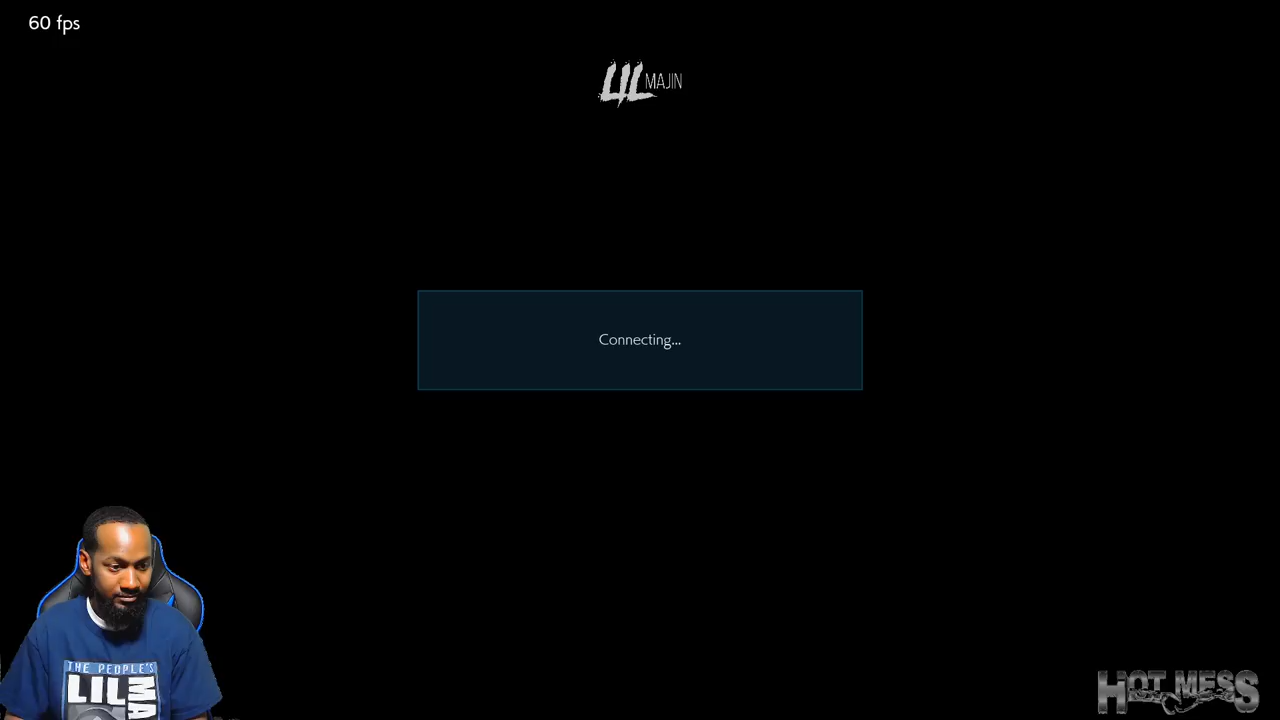 60 fps
LIL MAJIN
Connecting...
THE PEOPLE'S
LIL MA
HOT MESS